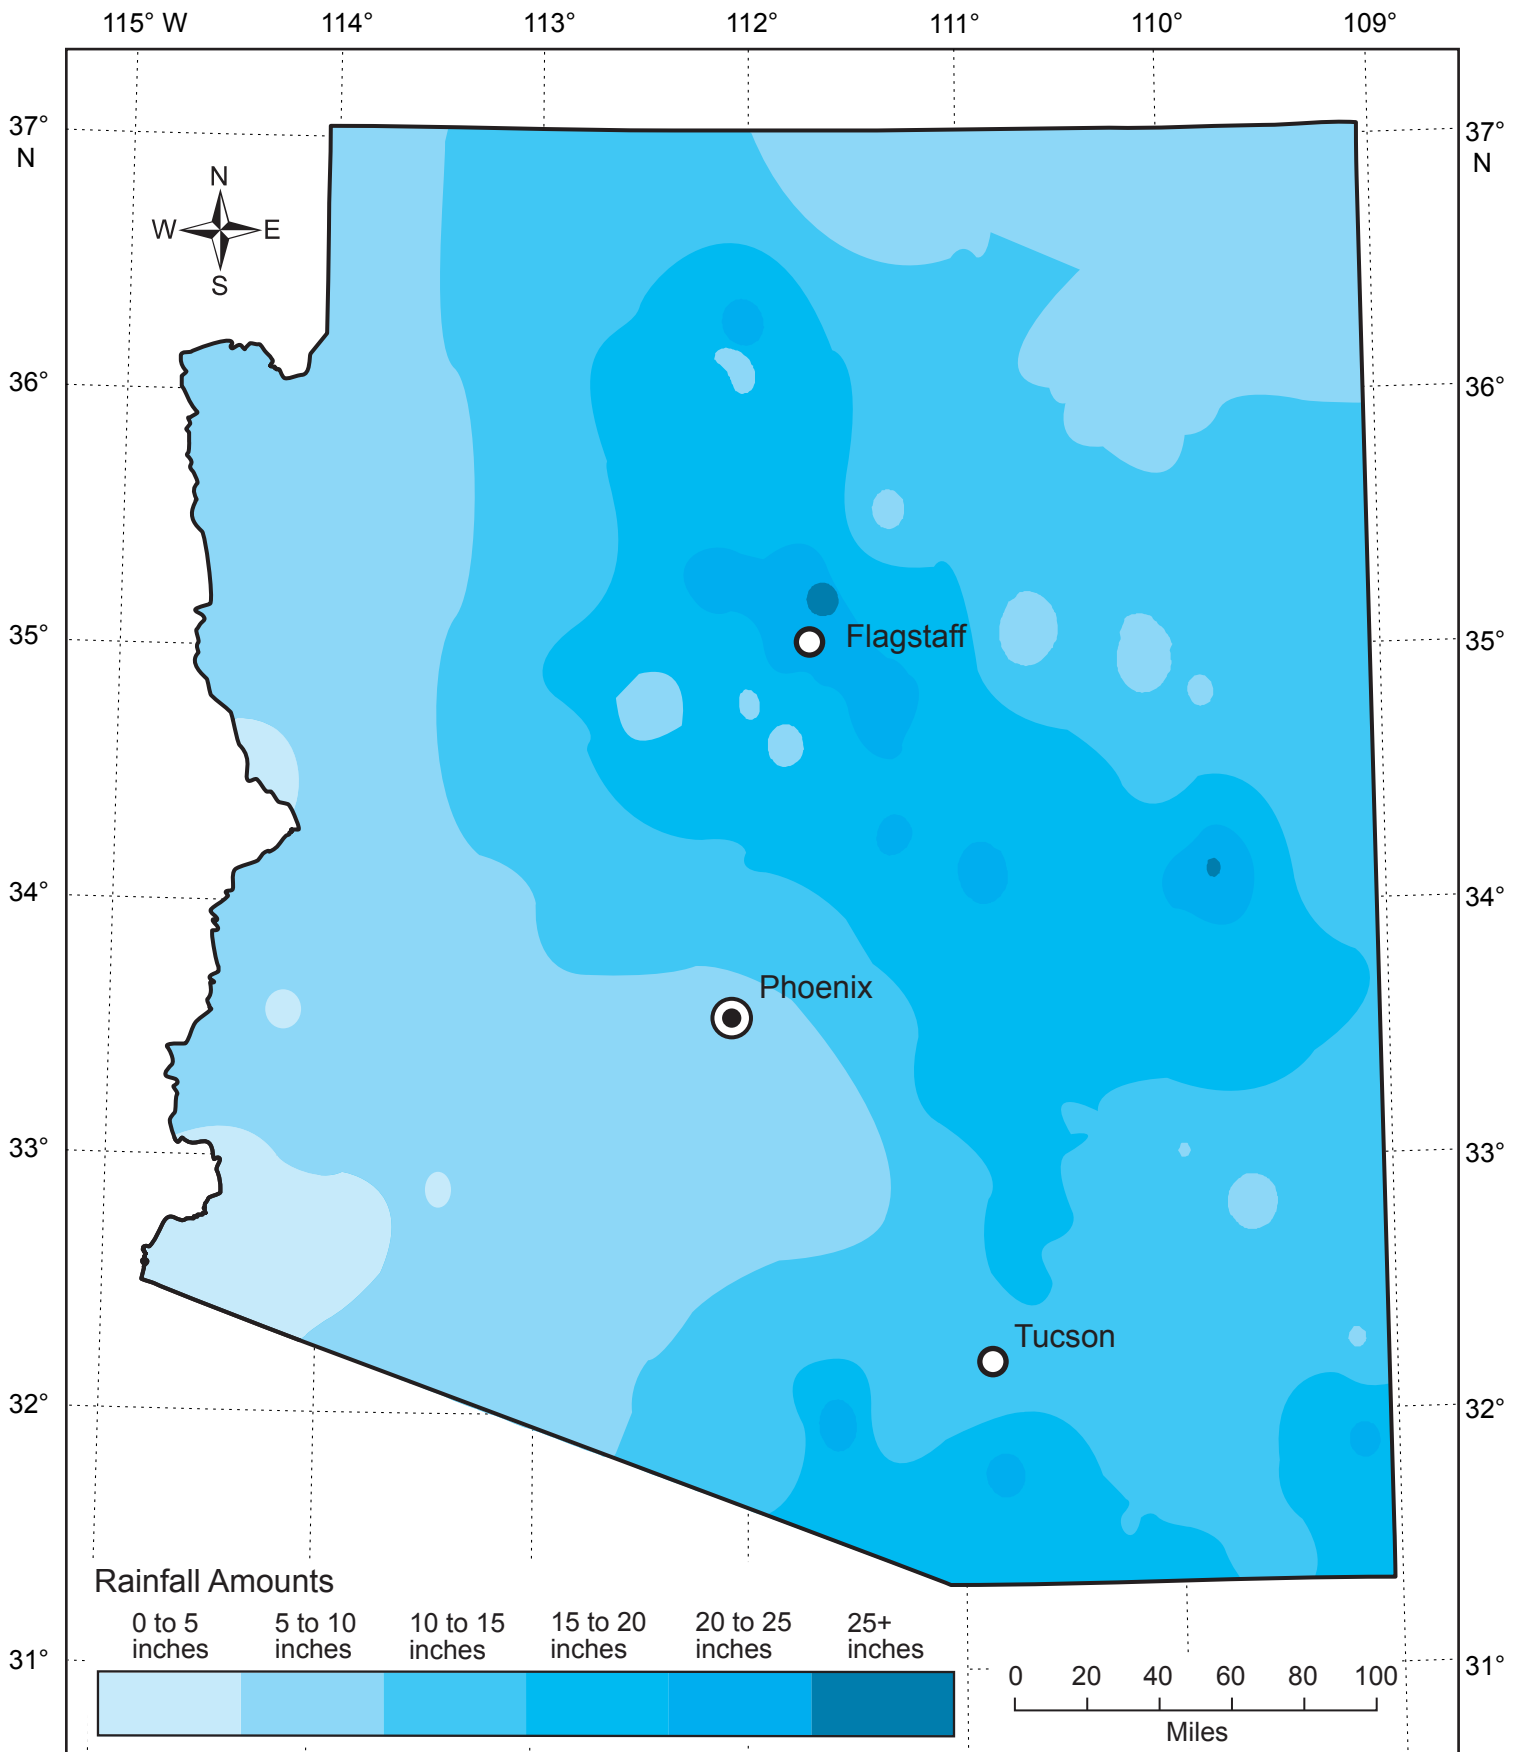 115° W 114° 113° 112° 111° 110° 109°
37° 37°
N N
N
W E
S
36° 36°
35° Flagstaff 35°
34° 34°
Phoenix
33° 33°
Tucson
32° 32°
Rainfall Amounts
0 to 5 5 to 10 10 to 15 15 to 20 20 to 25 25+
inches inches inches inches inches inches
31° 31°
0 20 40 60 80 100
Miles